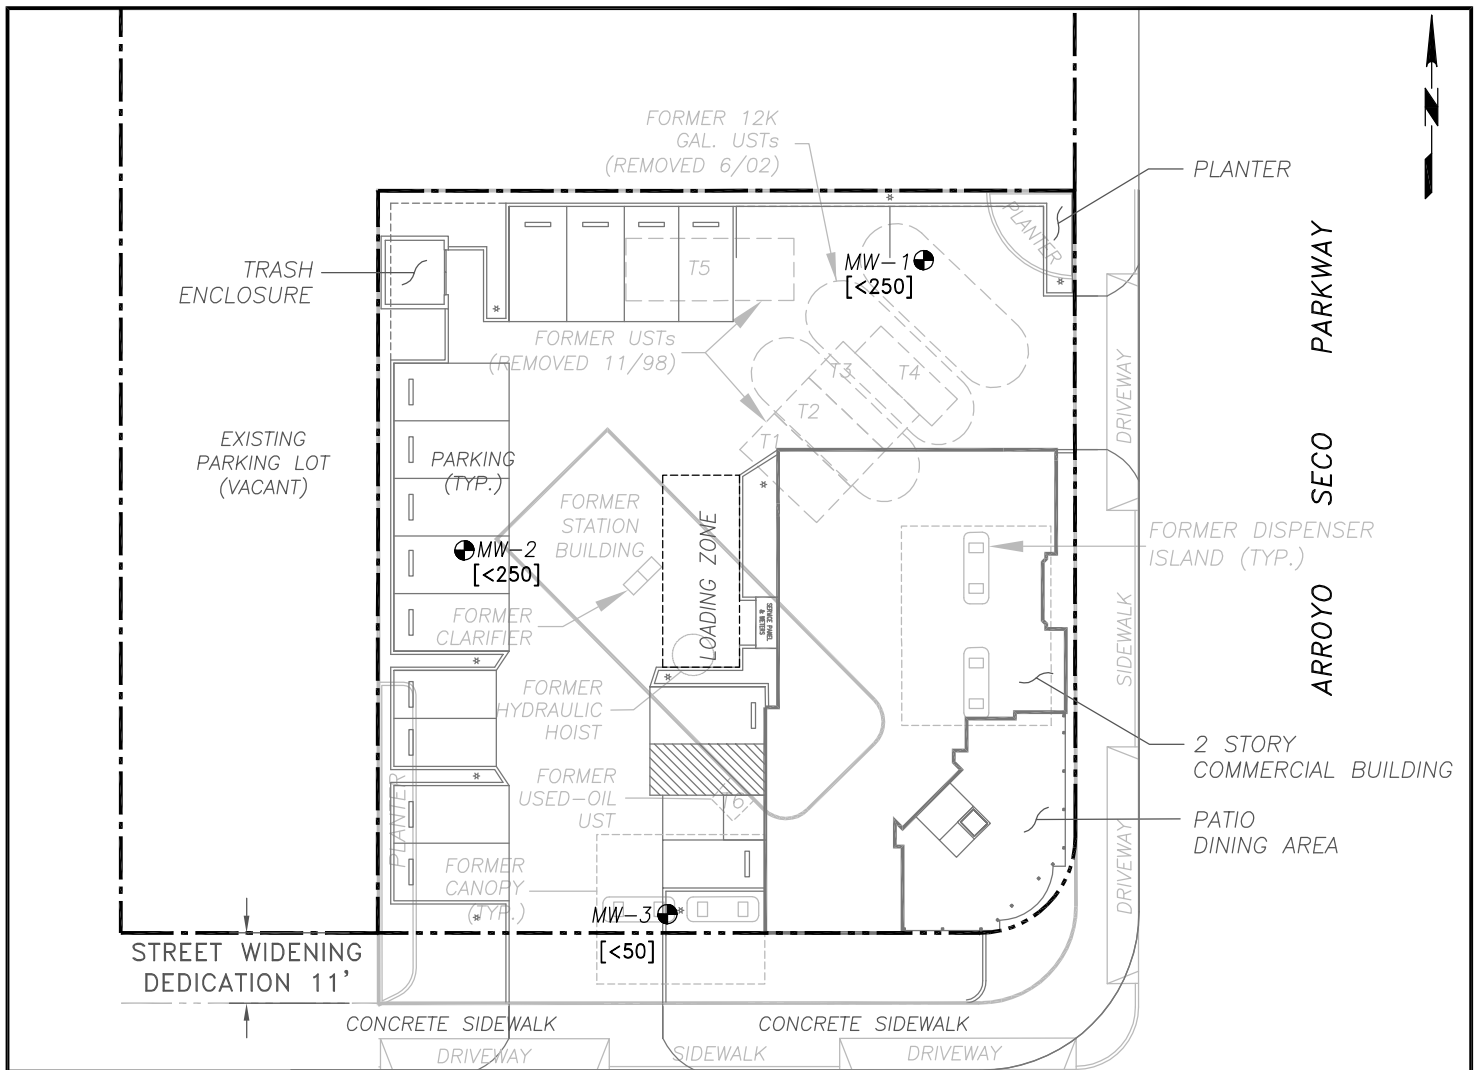 FORMER 12K
GAL. USTs
(REMOVED 6/02)
N
PLANTER
PLANTER
TRASH
ENCLOSURE
T5
MW-1
[<250]
FORMER USTs
(REMOVED 11/98)
T3
T4
T2
T1
DRIVEWAY
ARROYO SECO PARKWAY
EXISTING
PARKING LOT
(VACANT)
PARKING
(TYP.)
FORMER
STATION
BUILDING
LOADING ZONE
FORMER DISPENSER
ISLAND (TYP.)
MW-2
[<250]
FORMER
CLARIFIER
SERVICE PANEL
& METERS
SIDEWALK
FORMER
HYDRAULIC
HOIST
2 STORY
COMMERCIAL BUILDING
FORMER
USED-OIL
UST
T6
PLANTER
PATIO
DINING AREA
DRIVEWAY
FORMER
CANOPY
(TYP.)
MW-3
[<50]
STREET WIDENING
DEDICATION 11'
CONCRETE SIDEWALK
CONCRETE SIDEWALK
DRIVEWAY
SIDEWALK
DRIVEWAY